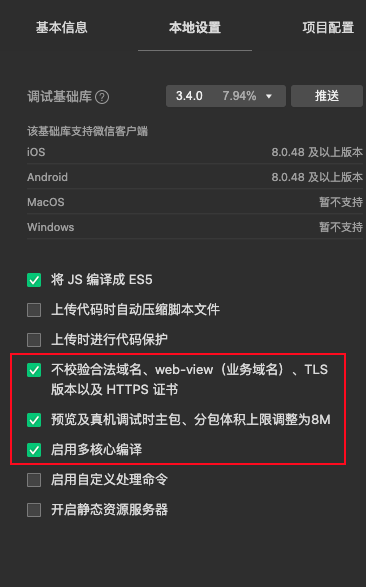 基本信息 本地设置 项目配置
调试基础库 ? 3.4.0 7.94% 推送
该基础库支持微信客户端
iOS 8.0.48 及以上版本
Android 8.0.48 及以上版本
MacOS 暂不支持
Windows 暂不支持
将 JS 编译成 ES5
上传代码时自动压缩脚本文件
上传时进行代码保护
不校验合法域名、web-view（业务域名）、TLS
版本以及 HTTPS 证书
预览及真机调试时主包、分包体积上限调整为8M
启用多核心编译
启用自定义处理命令
开启静态资源服务器